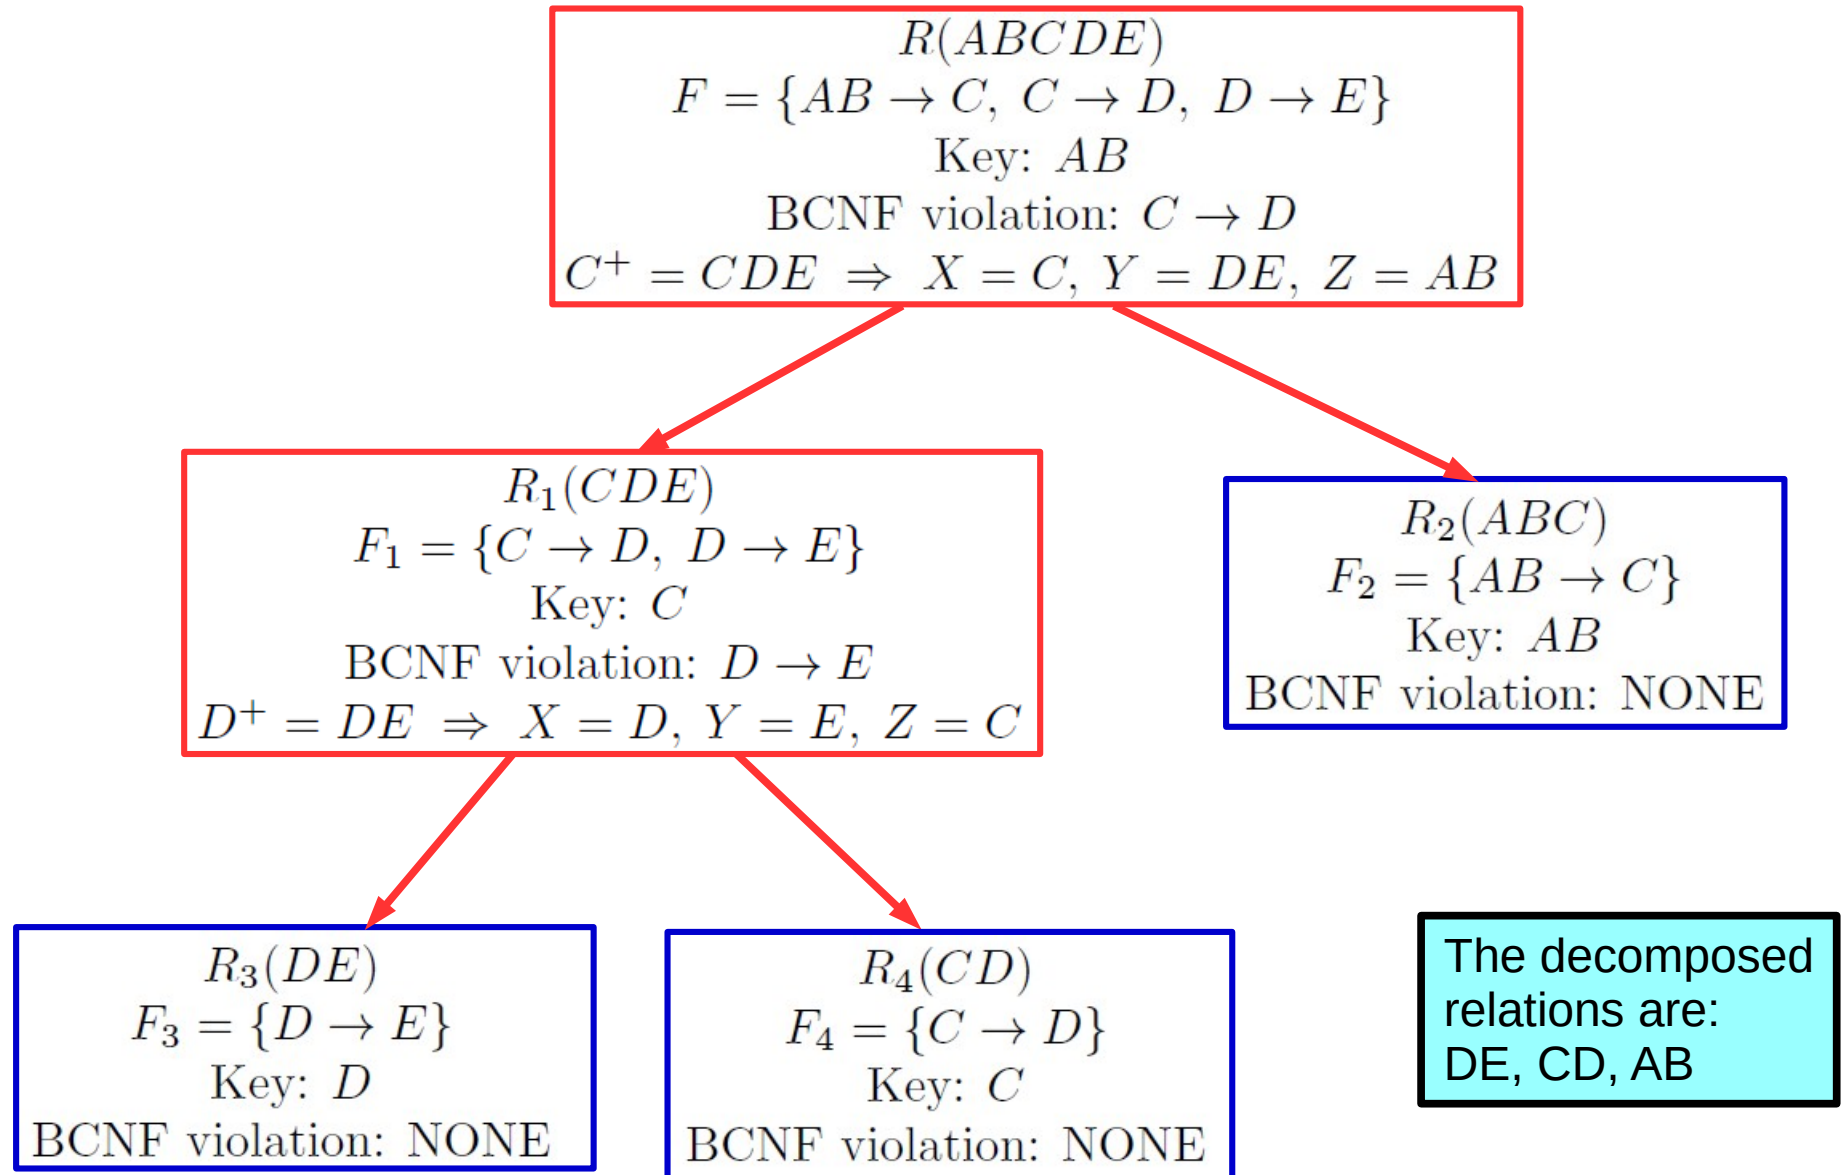 R(ABCDE)
F = {AB → C, C → D, D → E}
Key: AB
BCNF violation: C → D
C⁺ = CDE ⇒ X = C, Y = DE, Z = AB
R₁(CDE)
F₁ = {C → D, D → E}
Key: C
BCNF violation: D → E
D⁺ = DE ⇒ X = D, Y = E, Z = C
R₂(ABC)
F₂ = {AB → C}
Key: AB
BCNF violation: NONE
R₃(DE)
F₃ = {D → E}
Key: D
BCNF violation: NONE
R₄(CD)
F₄ = {C → D}
Key: C
BCNF violation: NONE
The decomposed
relations are:
DE, CD, AB